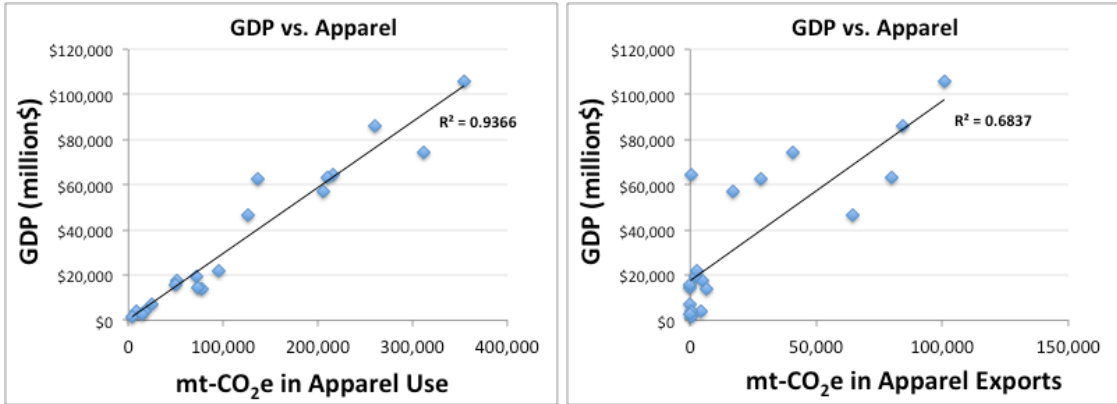 GDP vs. Apparel
$120,000
$100,000
$80,000
$60,000
$40,000
$20,000
$0
GDP (million$)
R² = 0.9366
0
100,000
200,000
300,000
400,000
mt-CO₂e in Apparel Use
GDP vs. Apparel
$120,000
$100,000
$80,000
$60,000
$40,000
$20,000
$0
GDP (million$)
R² = 0.6837
0
50,000
100,000
150,000
mt-CO₂e in Apparel Exports